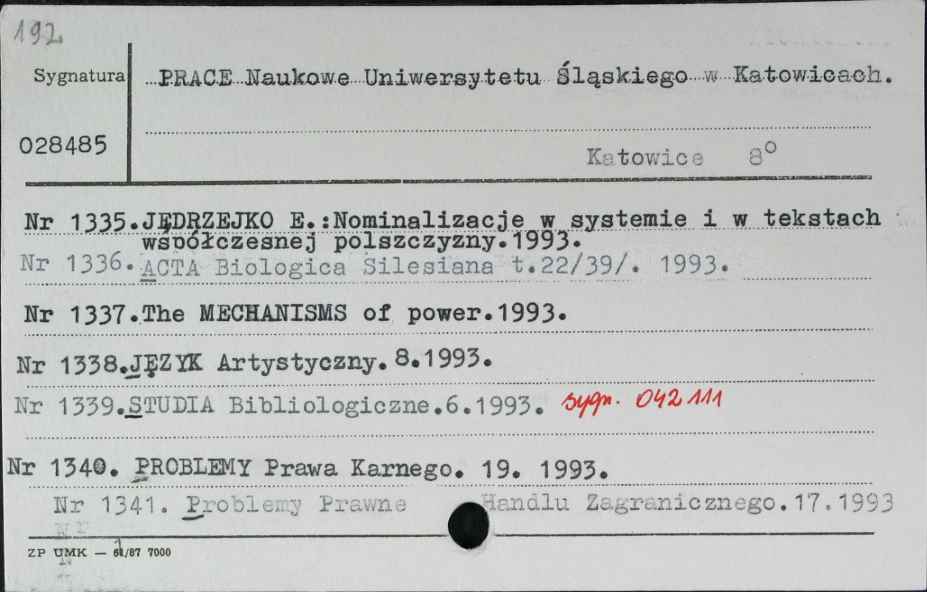 192
Sygnatura
PRACE Naukowe Uniwersytetu Śląskiego w Katowicach.
028485
Katowice 8°
Nr 1335. JĘDRZEJKO E.:Nominalizacje w systemie i w tekstach
współczesnej polszczyzny.1993.
Nr 1336. ACTA Biologica Silesiana t.22/39/. 1993.
Nr 1337. The MECHANISMS of power.1993.
Nr 1338. JĘZYK Artystyczny. 8.1993.
Nr 1339. STUDIA Bibliologiczne.6.1993. sygn. 042111
Nr 1340. PROBLEMY Prawa Karnego. 19. 1993.
Nr 1341. Problemy Prawne Handlu Zagranicznego.17.1993
ZP UMK — /87 7000